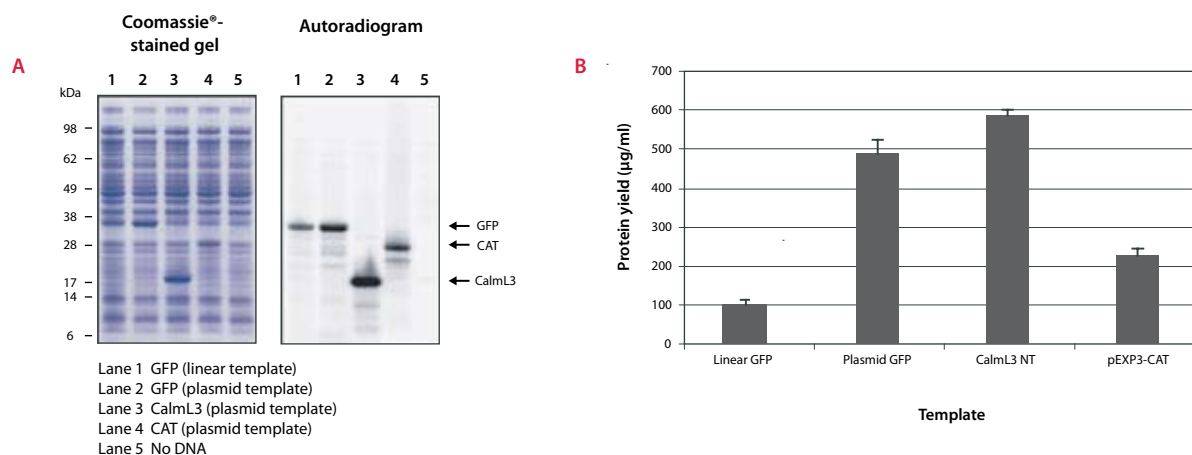 A
Coomassie®-
stained gel
Autoradiogram
1 2 3 4 5
1 2 3 4 5
kDa
98
62
49
38
28
17
14
6
GFP
CAT
CalmL3
Lane 1 GFP (linear template)
Lane 2 GFP (plasmid template)
Lane 3 CalmL3 (plasmid template)
Lane 4 CAT (plasmid template)
Lane 5 No DNA
B
Protein yield (µg/ml)
700
600
500
400
300
200
100
0
Linear GFP Plasmid GFP CalmL3 NT pEXP3-CAT
Template